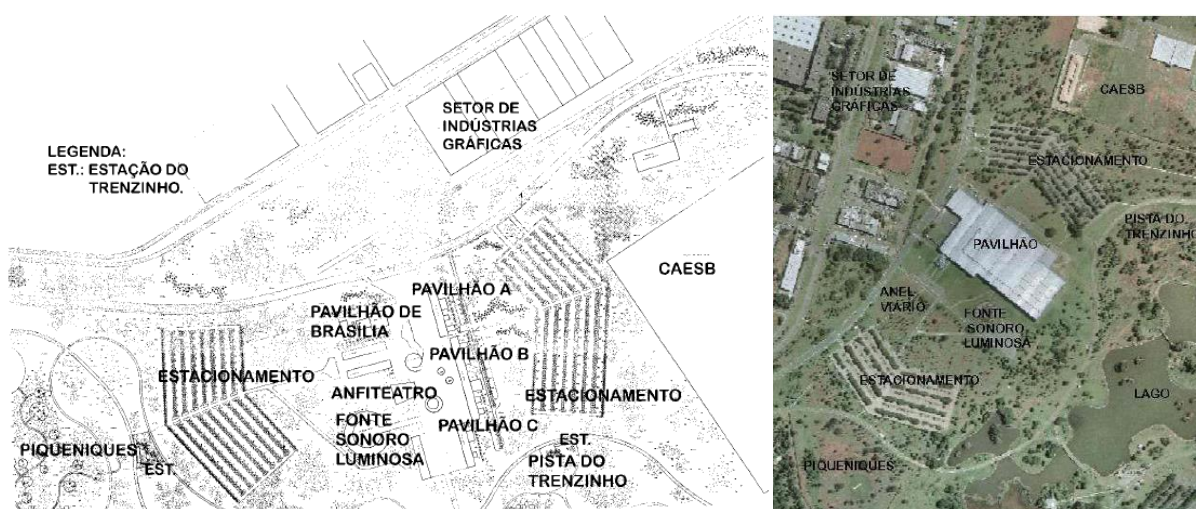 LEGENDA:
EST.: ESTAÇÃO DO
TRENZINHO.
SETOR DE
INDÚSTRIAS
GRÁFICAS
CAESB
PAVILHÃO A
PAVILHÃO DE
BRASÍLIA
PAVILHÃO B
ESTACIONAMENTO
ANFITEATRO
ESTACIONAMENTO
FONTE
SONORO
LUMINOSA
PAVILHÃO C
PIQUENIQUES
EST.
EST.
PISTA DO
TRENZINHO
SETOR DE
INDÚSTRIAS
GRÁFICAS
CAESB
ESTACIONAMENTO
PISTA DO
TRENZINHO
PAVILHÃO
ANEL
VIÁRIO
FONTE
SONORO
LUMINOSA
ESTACIONAMENTO
LAGO
PIQUENIQUES